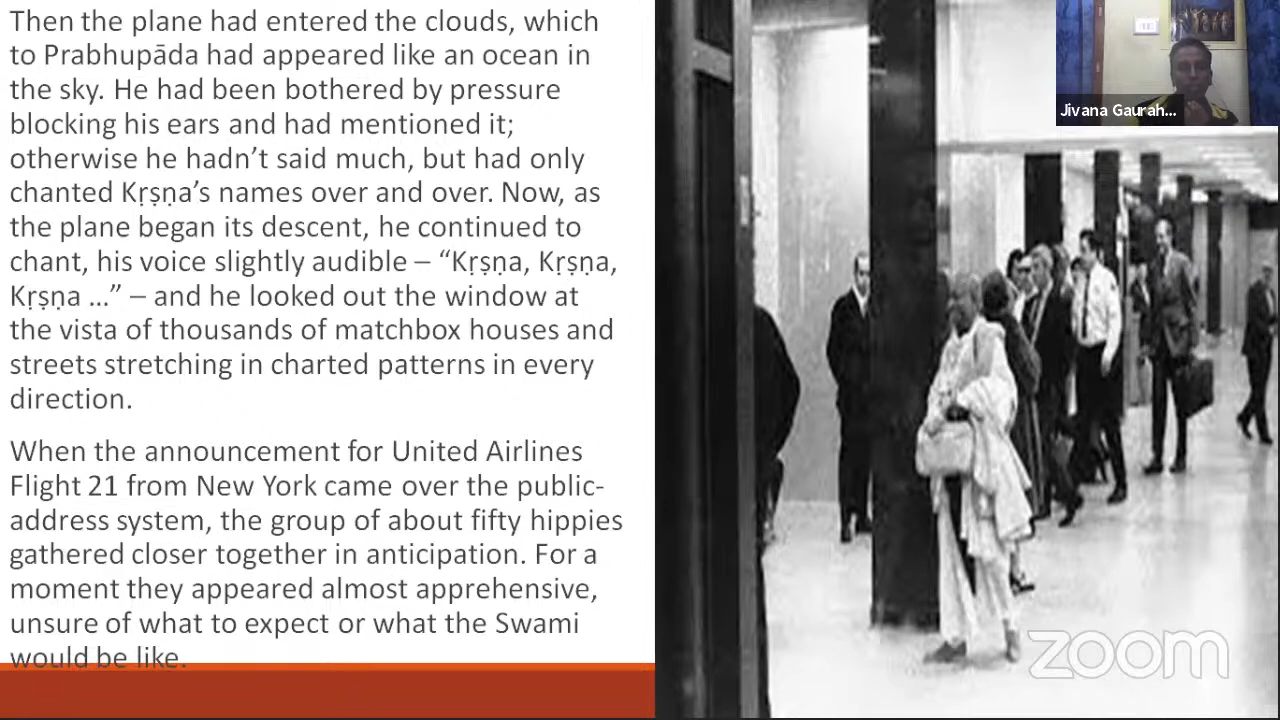 Then the plane had entered the clouds, which
to Prabhupāda had appeared like an ocean in
the sky. He had been bothered by pressure
blocking his ears and had mentioned it;
otherwise he hadn’t said much, but had only
chanted Kṛṣṇa’s names over and over. Now, as
the plane began its descent, he continued to
chant, his voice slightly audible – “Kṛṣṇa, Kṛṣṇa,
Kṛṣṇa ...” – and he looked out the window at
the vista of thousands of matchbox houses and
streets stretching in charted patterns in every
direction.
When the announcement for United Airlines
Flight 21 from New York came over the public-
address system, the group of about fifty hippies
gathered closer together in anticipation. For a
moment they appeared almost apprehensive,
unsure of what to expect or what the Swami
would be like.
Jivana Gaurah...
zoom